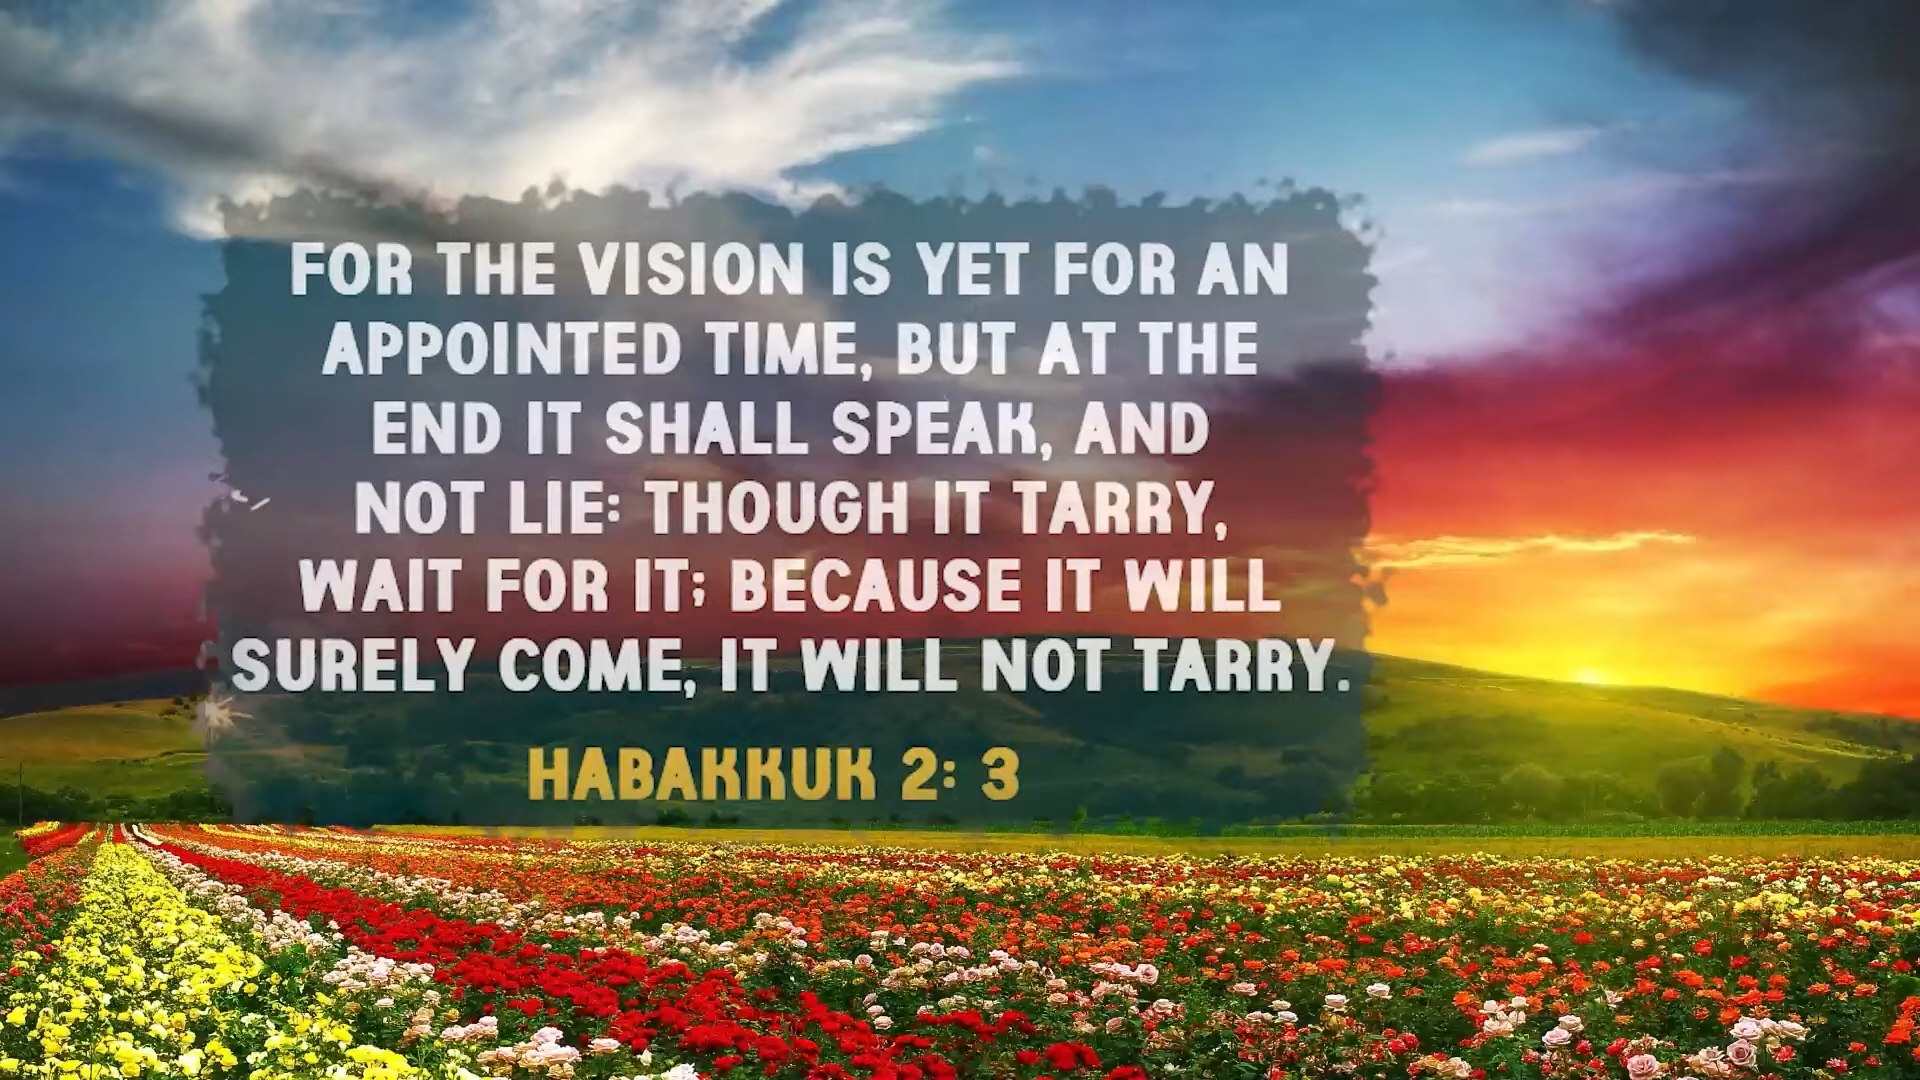 FOR THE VISION IS YET FOR AN
APPOINTED TIME, BUT AT THE
END IT SHALL SPEAK, AND
NOT LIE: THOUGH IT TARRY,
WAIT FOR IT; BECAUSE IT WILL
SURELY COME, IT WILL NOT TARRY.
HABAKKUK 2: 3